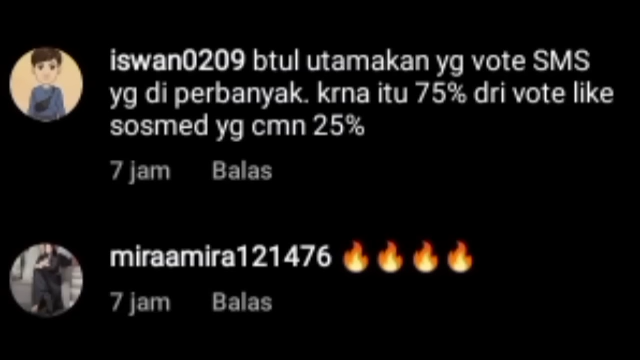 iswan0209 btul utamakan yg vote SMS
yg di perbanyak. krna itu 75% dri vote like
sosmed yg cmn 25%
7 jam Balas
miraamira121476 🔥🔥🔥🔥
7 jam Balas